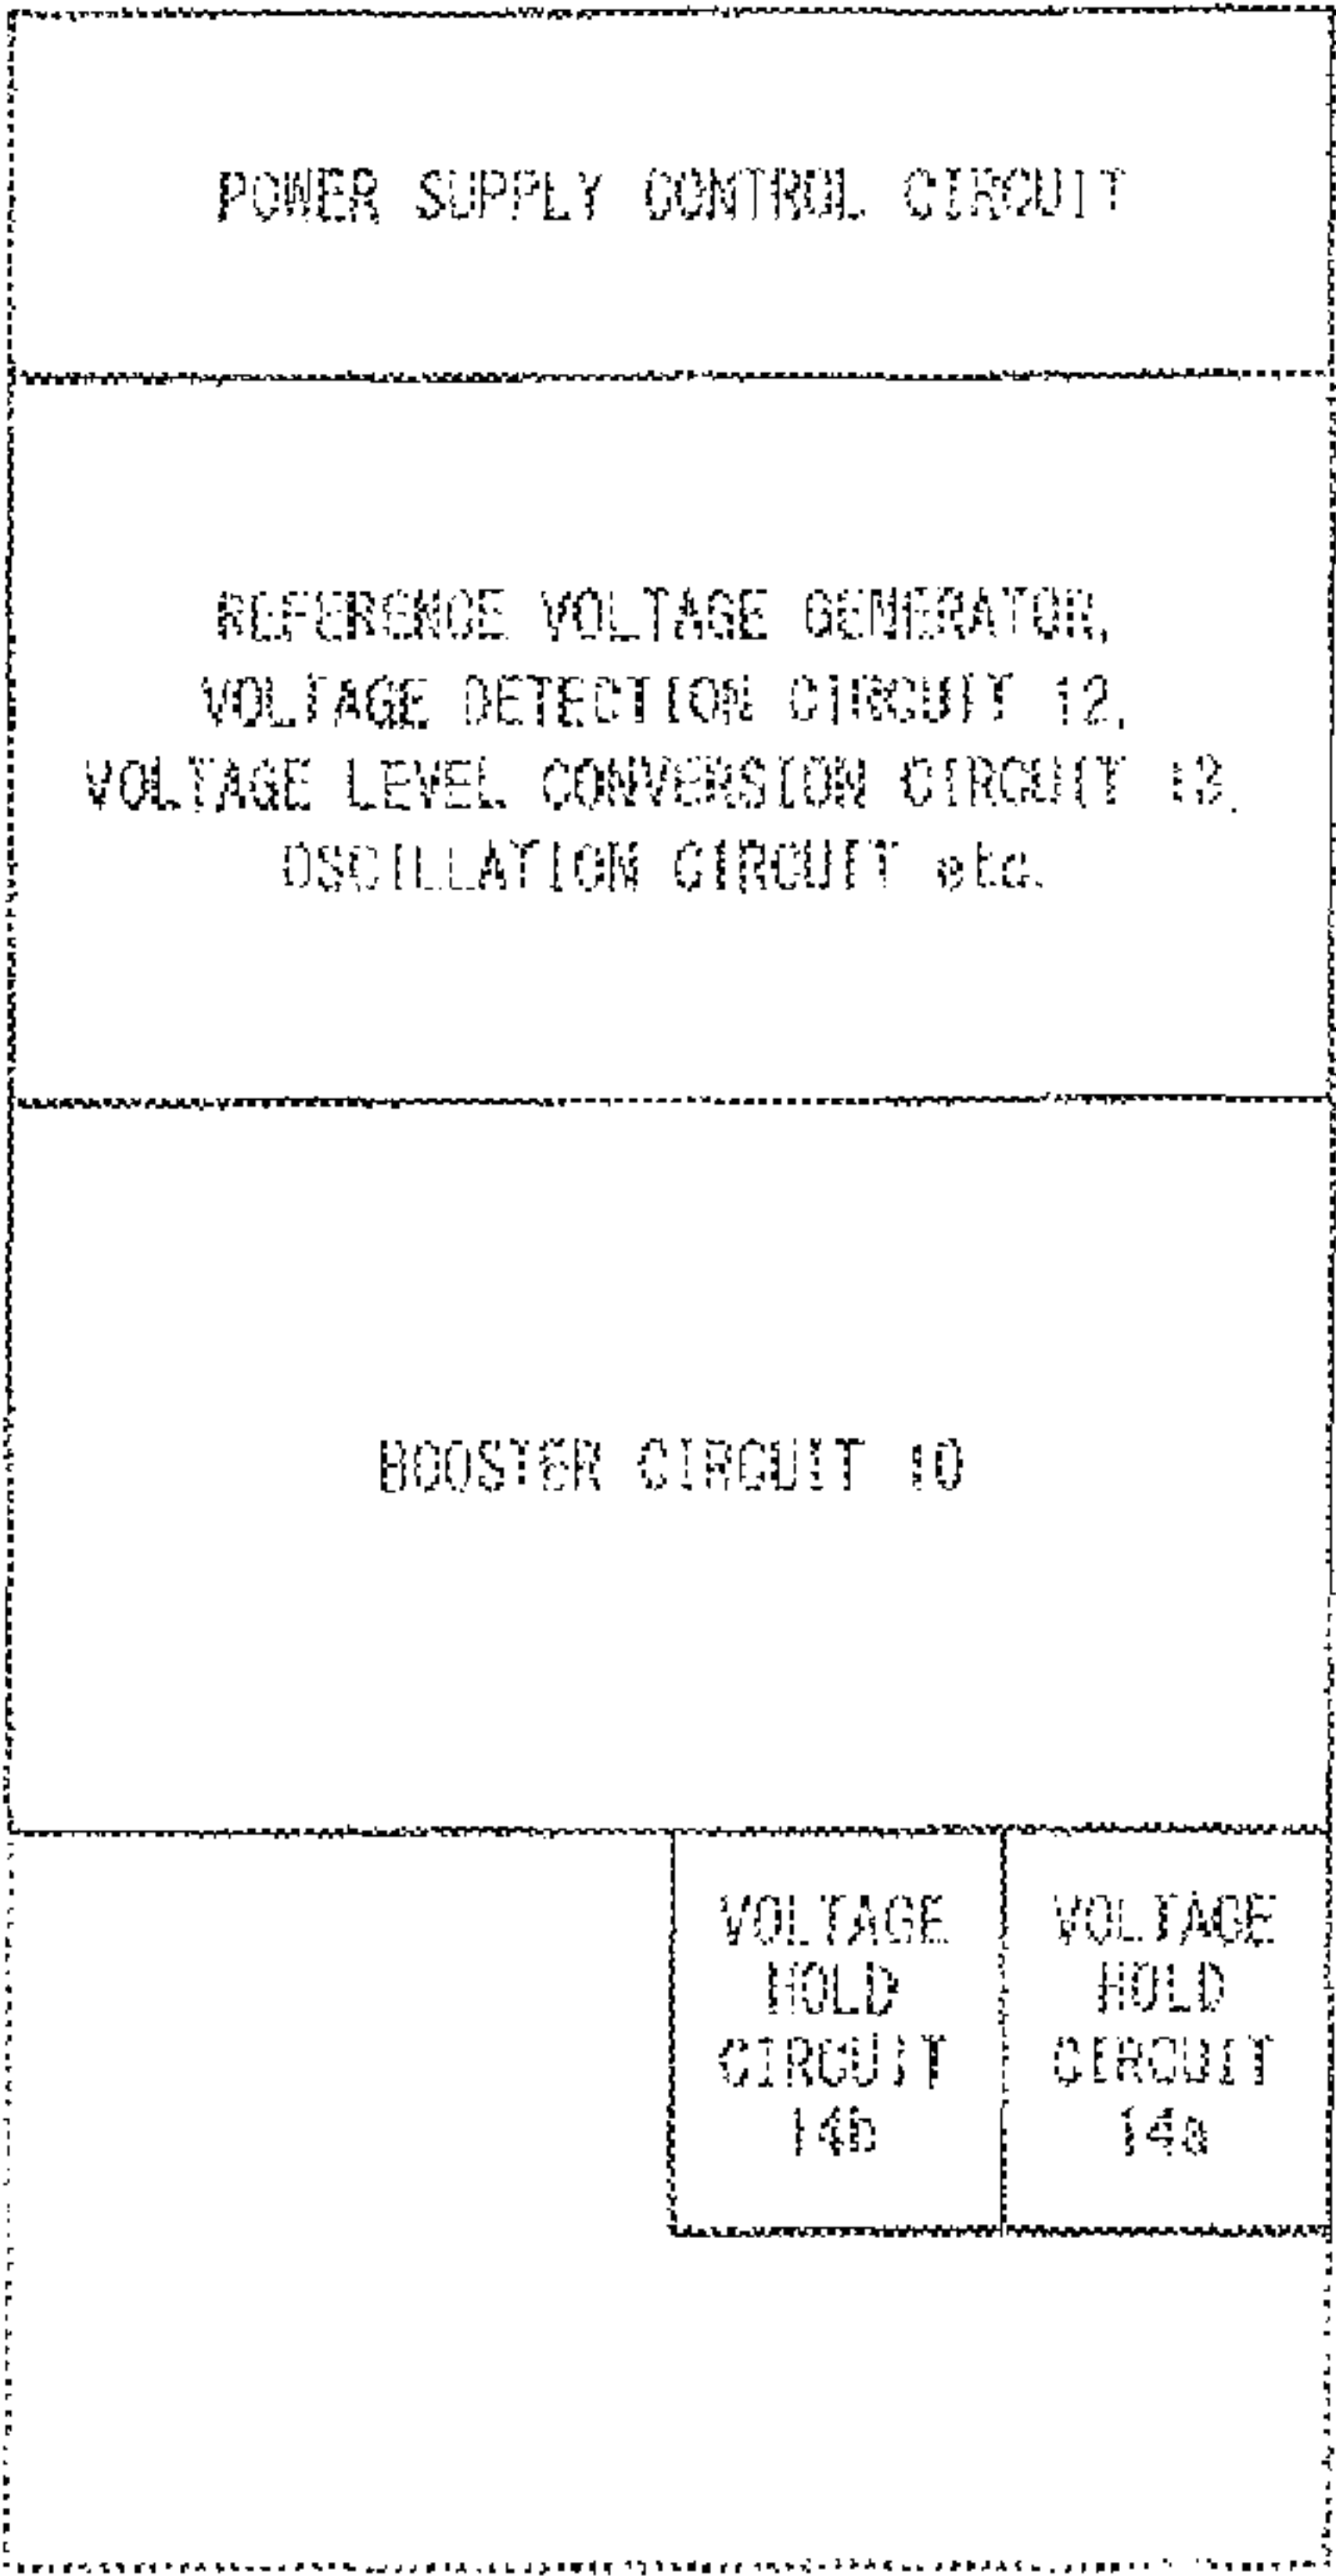 POWER SUPPLY CONTROL CIRCUIT
REFERENCE VOLTAGE GENERATOR,
VOLTAGE DETECTION CIRCUIT 12,
VOLTAGE LEVEL CONVERSION CIRCUIT 13,
OSCILLATION CIRCUIT etc.
BOOSTER CIRCUIT 10
VOLTAGE
HOLD
CIRCUIT
14b
VOLTAGE
HOLD
CIRCUIT
14a